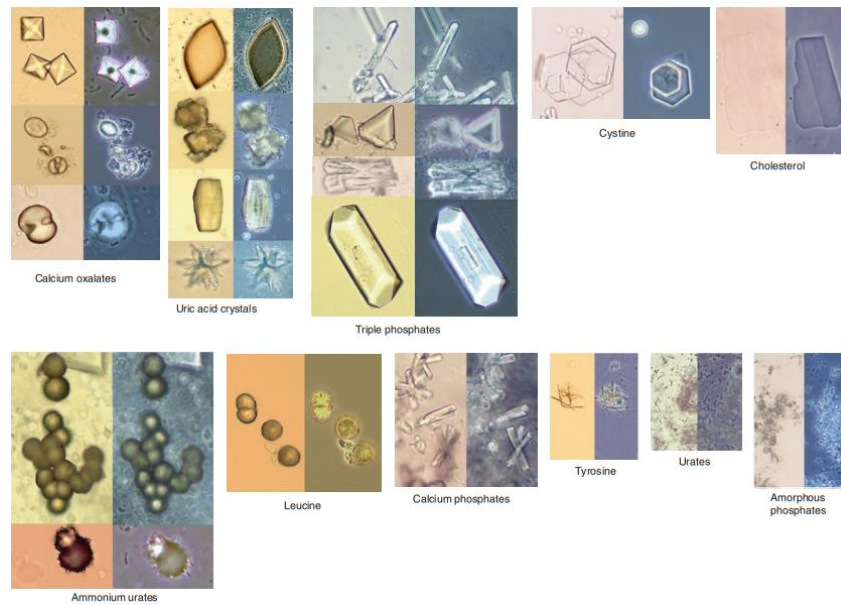 Calcium oxalates
Uric acid crystals
Triple phosphates
Cystine
Cholesterol
Ammonium urates
Leucine
Calcium phosphates
Tyrosine
Urates
Amorphous
phosphates